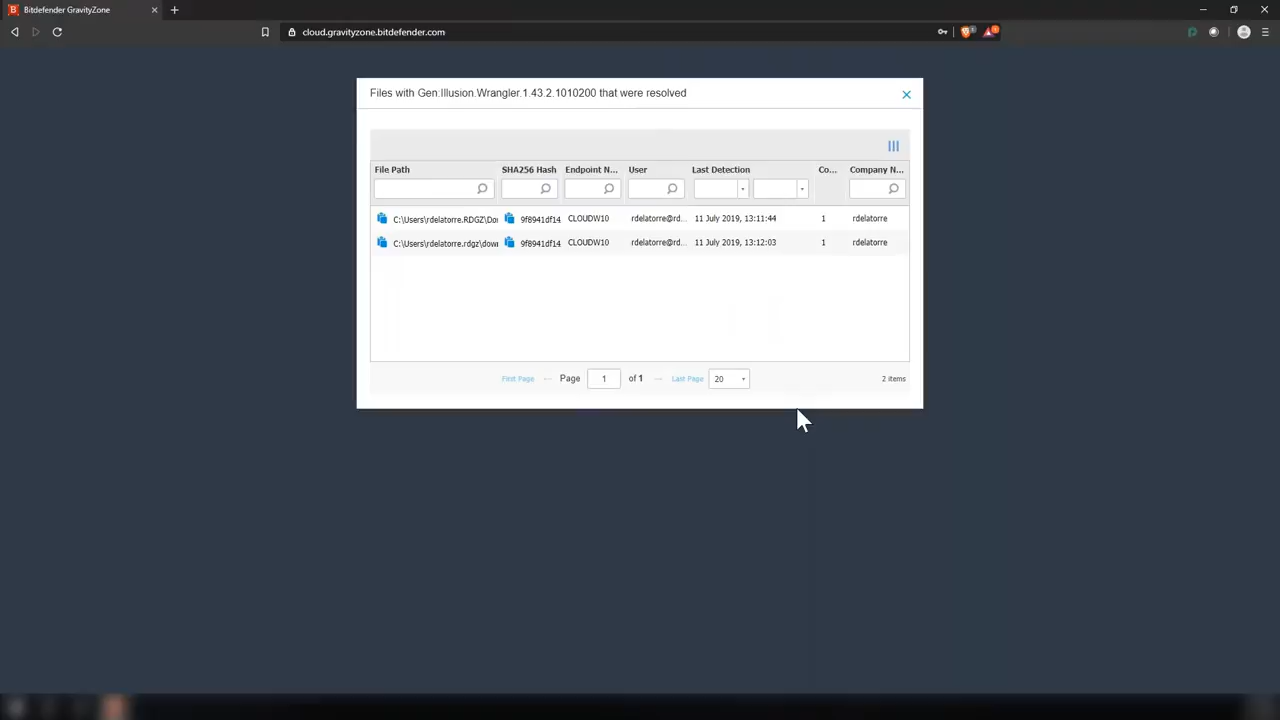 Bitdefender GravityZone
cloud.gravityzone.bitdefender.com
Files with Gen:Illusion.Wrangler.1.43.2.1010200 that were resolved
File Path SHA256 Hash Endpoint N... User Last Detection Co... Company N...
C:\Users\rdelatorre.RDGZ\Do 9f8941df14 CLOUDW10 rdelatorre@rd... 11 July 2019, 13:11:44 1 rdelatorre
C:\Users\rdelatorre.rdgz\dow 9f8941df14 CLOUDW10 rdelatorre@rd... 11 July 2019, 13:12:03 1 rdelatorre
First Page Page 1 of 1 Last Page 20 2 items